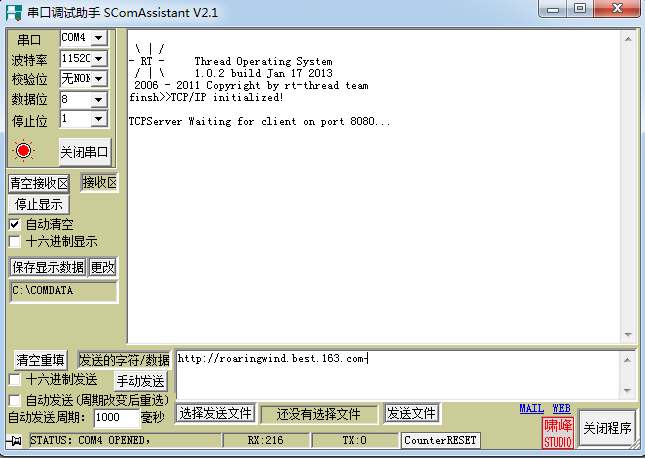 串口调试助手 SComAssistant V2.1
串口 COM4
波特率 11520
校验位 无NON
数据位 8
停止位 1
关闭串口
清空接收区 接收区
停止显示
自动清空
十六进制显示
保存显示数据 更改
C:\COMDATA
\ | /
- RT - Thread Operating System
/ | \ 1.0.2 build Jan 17 2013
2006 - 2011 Copyright by rt-thread team
finsh>>TCP/IP initialized!
TCPServer Waiting for client on port 8080...
清空重填 发送的字符/数据 http://roaringwind.best.163.com-
十六进制发送 手动发送
自动发送(周期改变后重选)
自动发送周期: 1000 毫秒 选择发送文件 还没有选择文件 发送文件
MAIL WEB
啸峰
STUDIO
关闭程序
STATUS: COM4 OPENED, RX:216 TX:0 CounterRESET